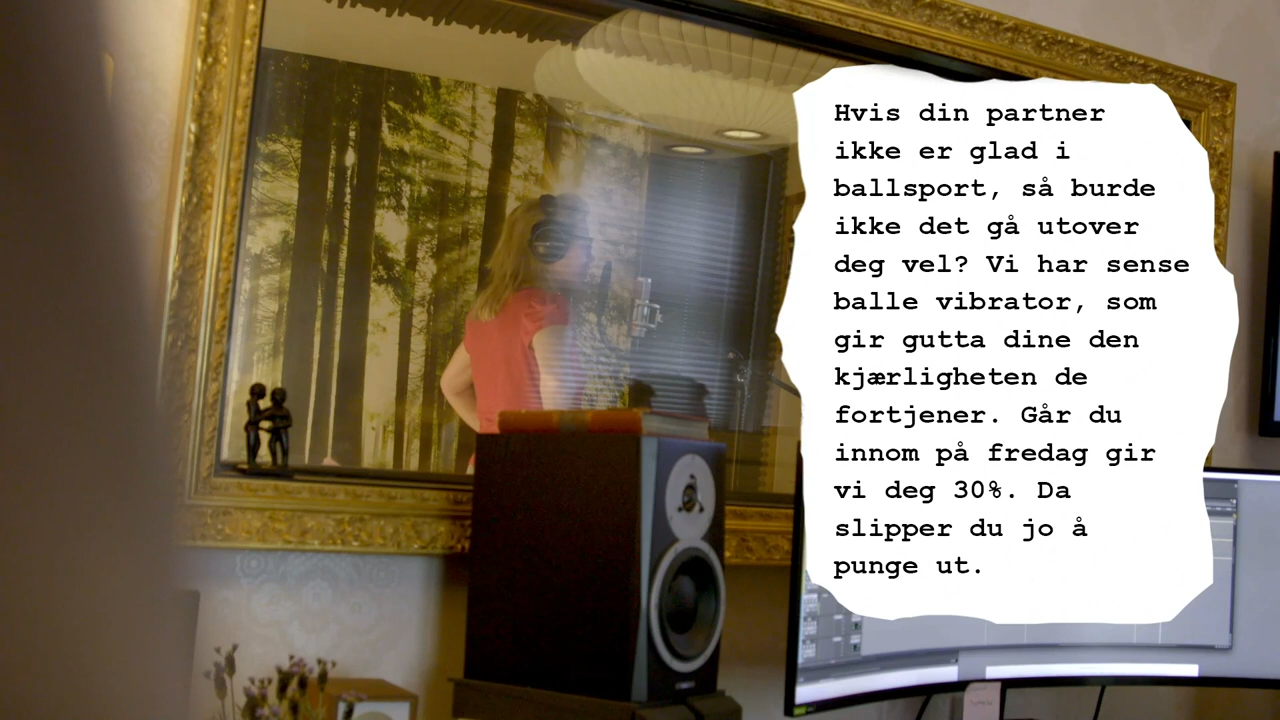 Hvis din partner
ikke er glad i
ballsport, så burde
ikke det gå utover
deg vel? Vi har sense
balle vibrator, som
gir gutta dine den
kjærligheten de
fortjener. Går du
innom på fredag gir
vi deg 30%. Da
slipper du jo å
punge ut.